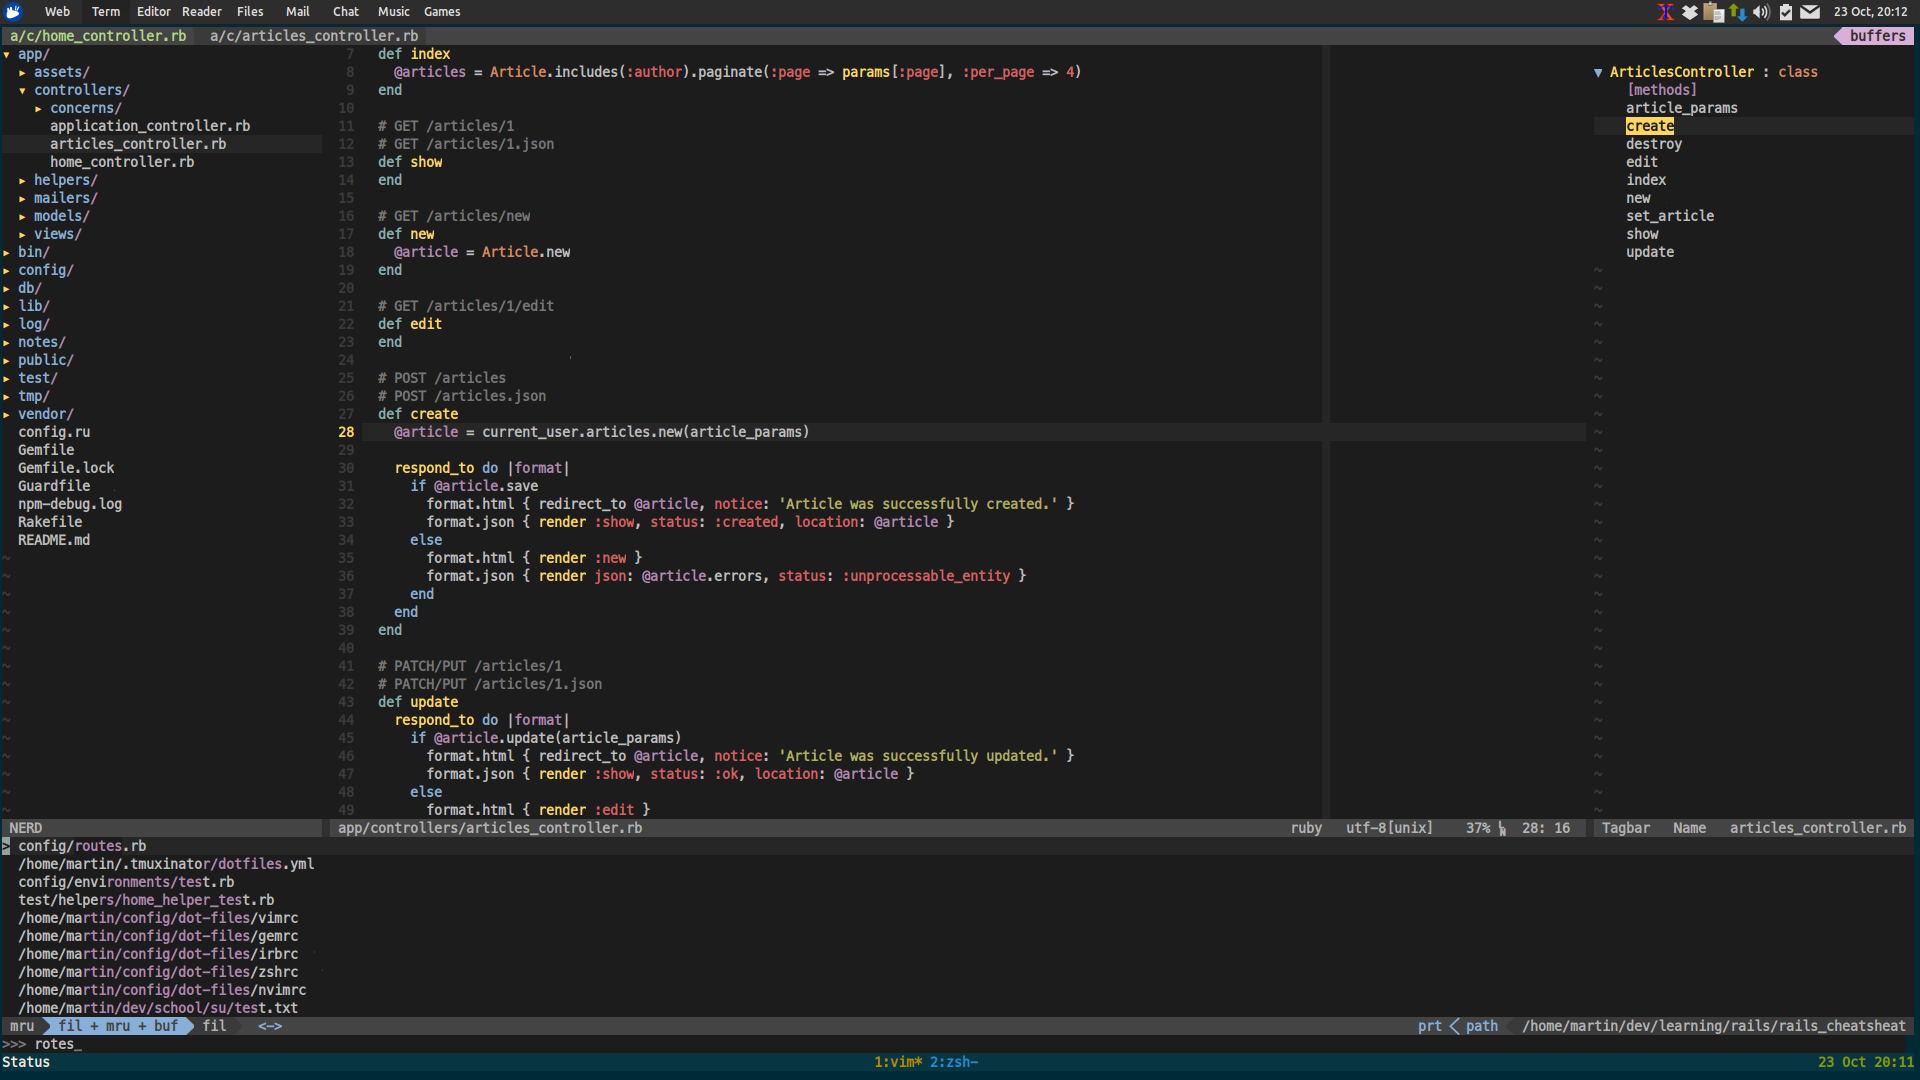 Web Term Editor Reader Files Mail Chat Music Games 23 Oct, 20:12
a/c/home_controller.rb a/c/articles_controller.rb buffers
▾ app/
▸ assets/
▾ controllers/
▸ concerns/
application_controller.rb
articles_controller.rb
home_controller.rb
▸ helpers/
▸ mailers/
▸ models/
▸ views/
▸ bin/
▸ config/
▸ db/
▸ lib/
▸ log/
▸ notes/
▸ public/
▸ test/
▸ tmp/
▸ vendor/
config.ru
Gemfile
Gemfile.lock
Guardfile
npm-debug.log
Rakefile
README.md
7 def index
8 @articles = Article.includes(:author).paginate(:page => params[:page], :per_page => 4)
9 end
10
11 # GET /articles/1
12 # GET /articles/1.json
13 def show
14 end
15
16 # GET /articles/new
17 def new
18 @article = Article.new
19 end
20
21 # GET /articles/1/edit
22 def edit
23 end
24
25 # POST /articles
26 # POST /articles.json
27 def create
28 @article = current_user.articles.new(article_params)
29
30 respond_to do |format|
31 if @article.save
32 format.html { redirect_to @article, notice: 'Article was successfully created.' }
33 format.json { render :show, status: :created, location: @article }
34 else
35 format.html { render :new }
36 format.json { render json: @article.errors, status: :unprocessable_entity }
37 end
38 end
39 end
40
41 # PATCH/PUT /articles/1
42 # PATCH/PUT /articles/1.json
43 def update
44 respond_to do |format|
45 if @article.update(article_params)
46 format.html { redirect_to @article, notice: 'Article was successfully updated.' }
47 format.json { render :show, status: :ok, location: @article }
48 else
49 format.html { render :edit }
▼ ArticlesController : class
[methods]
article_params
create
destroy
edit
index
new
set_article
show
update
NERD app/controllers/articles_controller.rb ruby utf-8[unix] 37% 28: 16 Tagbar Name articles_controller.rb
> config/routes.rb
/home/martin/.tmuxinator/dotfiles.yml
config/environments/test.rb
test/helpers/home_helper_test.rb
/home/martin/config/dot-files/vimrc
/home/martin/config/dot-files/gemrc
/home/martin/config/dot-files/irbrc
/home/martin/config/dot-files/zshrc
/home/martin/config/dot-files/nvimrc
/home/martin/dev/school/su/test.txt
mru fil + mru + buf fil <-> prt path /home/martin/dev/learning/rails/rails_cheatsheat
>>> rotes_
Status 1:vim* 2:zsh- 23 Oct 20:11